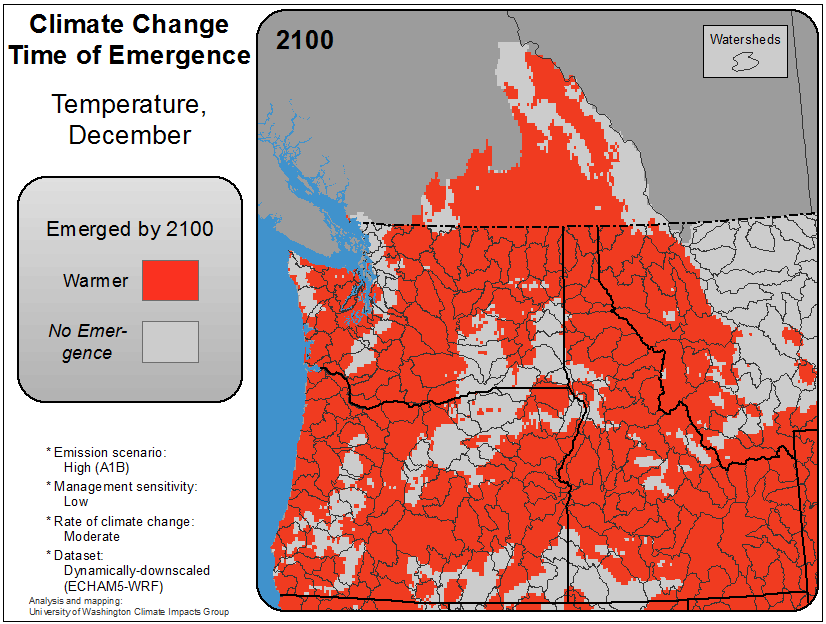 Climate Change
Time of Emergence
Temperature,
December
Emerged by 2100
Warmer
No Emer-
gence
* Emission scenario:
High (A1B)
* Management sensitivity:
Low
* Rate of climate change:
Moderate
* Dataset:
Dynamically-downscaled
(ECHAM5-WRF)
Analysis and mapping:
University of Washington Climate Impacts Group
2100
Watersheds